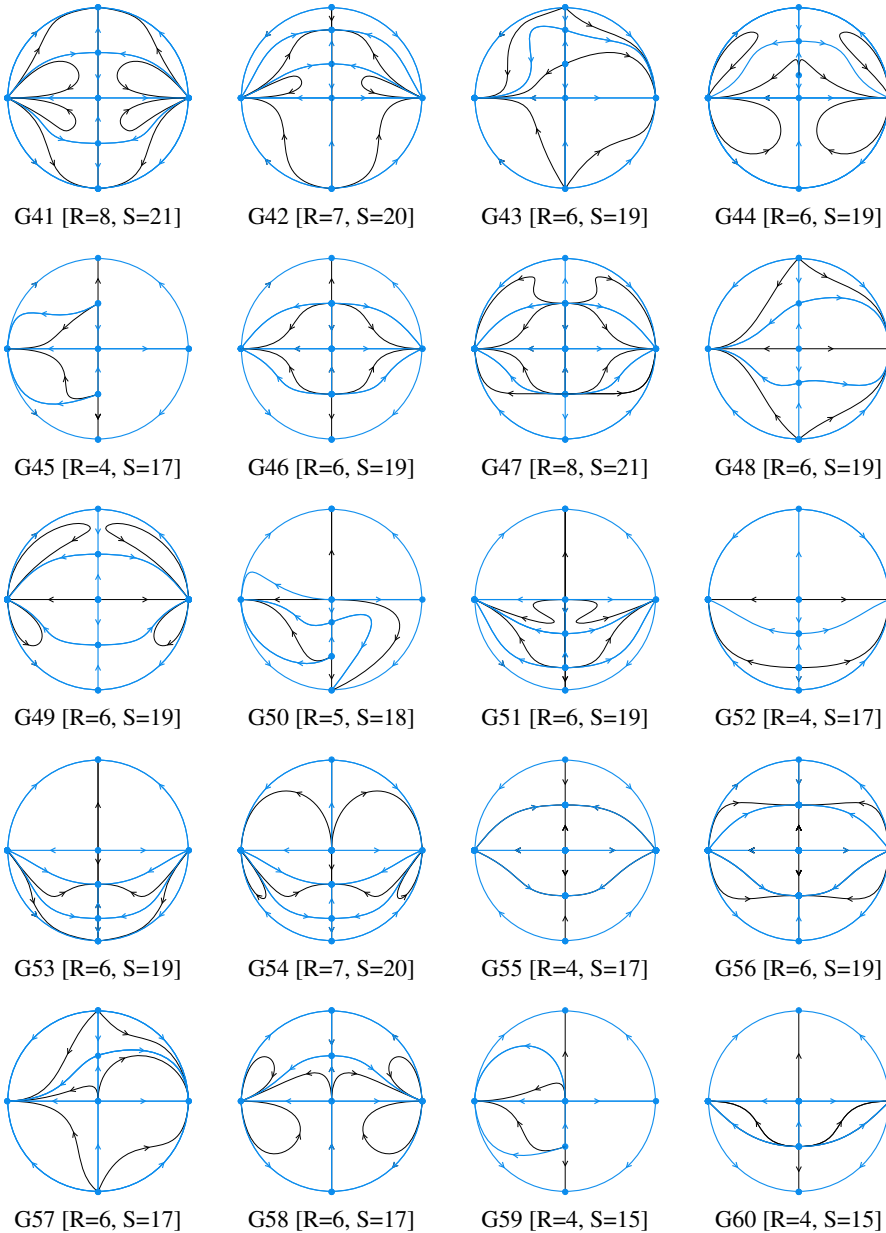 G41 [R=8, S=21] G42 [R=7, S=20] G43 [R=6, S=19] G44 [R=6, S=19]
G45 [R=4, S=17] G46 [R=6, S=19] G47 [R=8, S=21] G48 [R=6, S=19]
G49 [R=6, S=19] G50 [R=5, S=18] G51 [R=6, S=19] G52 [R=4, S=17]
G53 [R=6, S=19] G54 [R=7, S=20] G55 [R=4, S=17] G56 [R=6, S=19]
G57 [R=6, S=17] G58 [R=6, S=17] G59 [R=4, S=15] G60 [R=4, S=15]